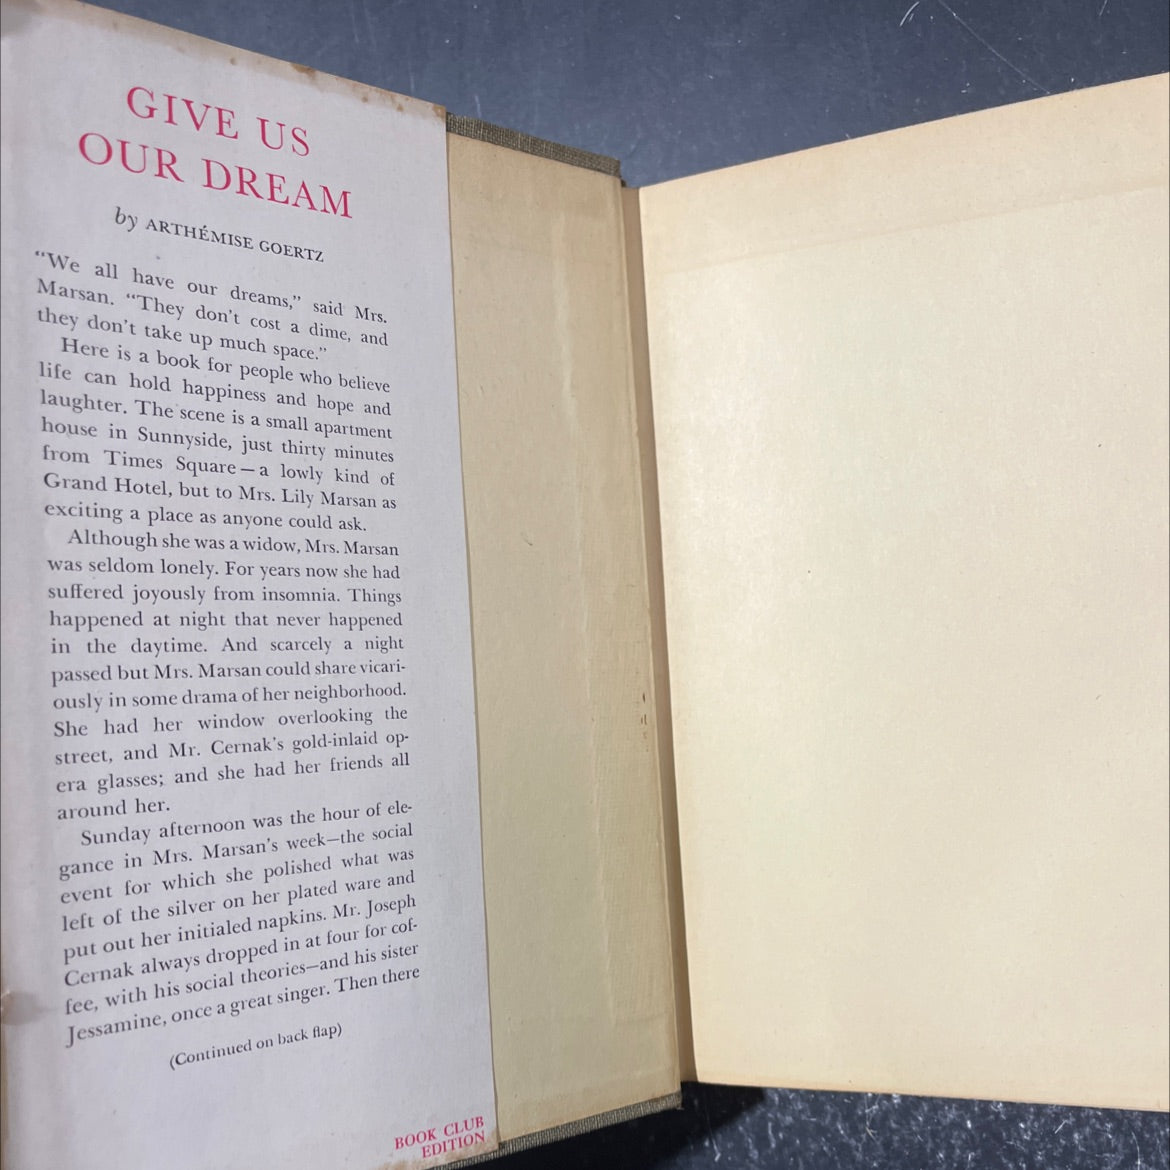 GIVE US
OUR DREAM
by ARTHÉMISE GOERTZ
“We all have our dreams,” said Mrs.
Marsan. “They don’t cost a dime, and
they don’t take up much space.”
Here is a book for people who believe
life can hold happiness and hope and
laughter. The scene is a small apartment
house in Sunnyside, just thirty minutes
from Times Square—a lowly kind of
Grand Hotel, but to Mrs. Lily Marsan as
exciting a place as anyone could ask.
Although she was a widow, Mrs. Marsan
was seldom lonely. For years now she had
suffered joyously from insomnia. Things
happened at night that never happened
in the daytime. And scarcely a night
passed but Mrs. Marsan could share vicari-
ously in some drama of her neighborhood.
She had her window overlooking the
street, and Mr. Cernak’s gold-inlaid op-
era glasses; and she had her friends all
around her.
Sunday afternoon was the hour of ele-
gance in Mrs. Marsan’s week—the social
event for which she polished what was
left of the silver on her plated ware and
put out her initialed napkins. Mr. Joseph
Cernak always dropped in at four for cof-
fee, with his social theories—and his sister
Jessamine, once a great singer. Then there
(Continued on back flap)
BOOK CLUB
EDITION